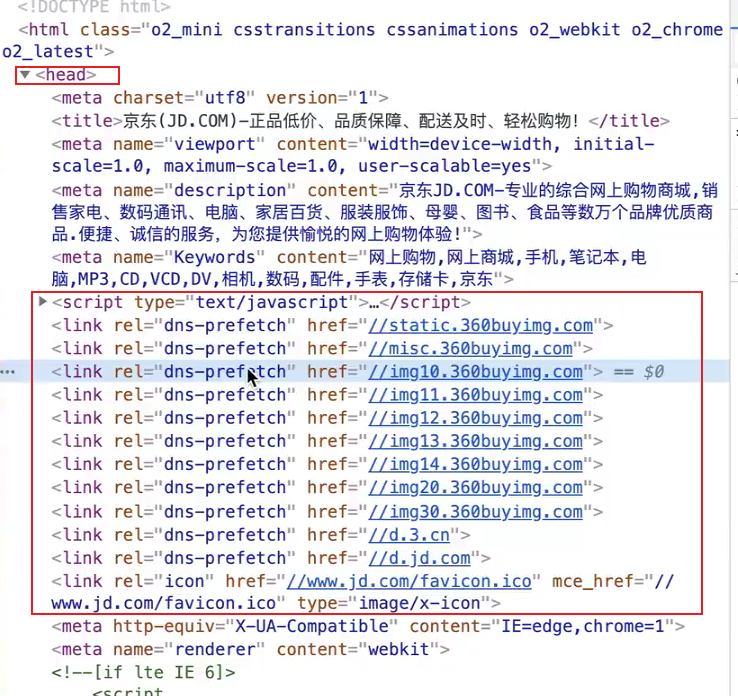 <!DOCTYPE html>
<html class="o2_mini csstransitions cssanimations o2_webkit o2_chrome
o2_latest">
▼<head>
<meta charset="utf8" version="1">
<title>京东(JD.COM)-正品低价、品质保障、配送及时、轻松购物！</title>
<meta name="viewport" content="width=device-width, initial-
scale=1.0, maximum-scale=1.0, user-scalable=yes">
<meta name="description" content="京东JD.COM-专业的综合网上购物商城,销
售家电、数码通讯、电脑、家居百货、服装服饰、母婴、图书、食品等数万个品牌优质商
品.便捷、诚信的服务，为您提供愉悦的网上购物体验!">
<meta name="Keywords" content="网上购物,网上商城,手机,笔记本,电
脑,MP3,CD,VCD,DV,相机,数码,配件,手表,存储卡,京东">
▶<script type="text/javascript">…</script>
<link rel="dns-prefetch" href="//static.360buyimg.com">
<link rel="dns-prefetch" href="//misc.360buyimg.com">
<link rel="dns-prefetch" href="//img10.360buyimg.com"> == $0
<link rel="dns-prefetch" href="//img11.360buyimg.com">
<link rel="dns-prefetch" href="//img12.360buyimg.com">
<link rel="dns-prefetch" href="//img13.360buyimg.com">
<link rel="dns-prefetch" href="//img14.360buyimg.com">
<link rel="dns-prefetch" href="//img20.360buyimg.com">
<link rel="dns-prefetch" href="//img30.360buyimg.com">
<link rel="dns-prefetch" href="//d.3.cn">
<link rel="dns-prefetch" href="//d.jd.com">
<link rel="icon" href="//www.jd.com/favicon.ico" mce_href="//
www.jd.com/favicon.ico" type="image/x-icon">
<meta http-equiv="X-UA-Compatible" content="IE=edge,chrome=1">
<meta name="renderer" content="webkit">
<!--[if lte IE 6]>
<script